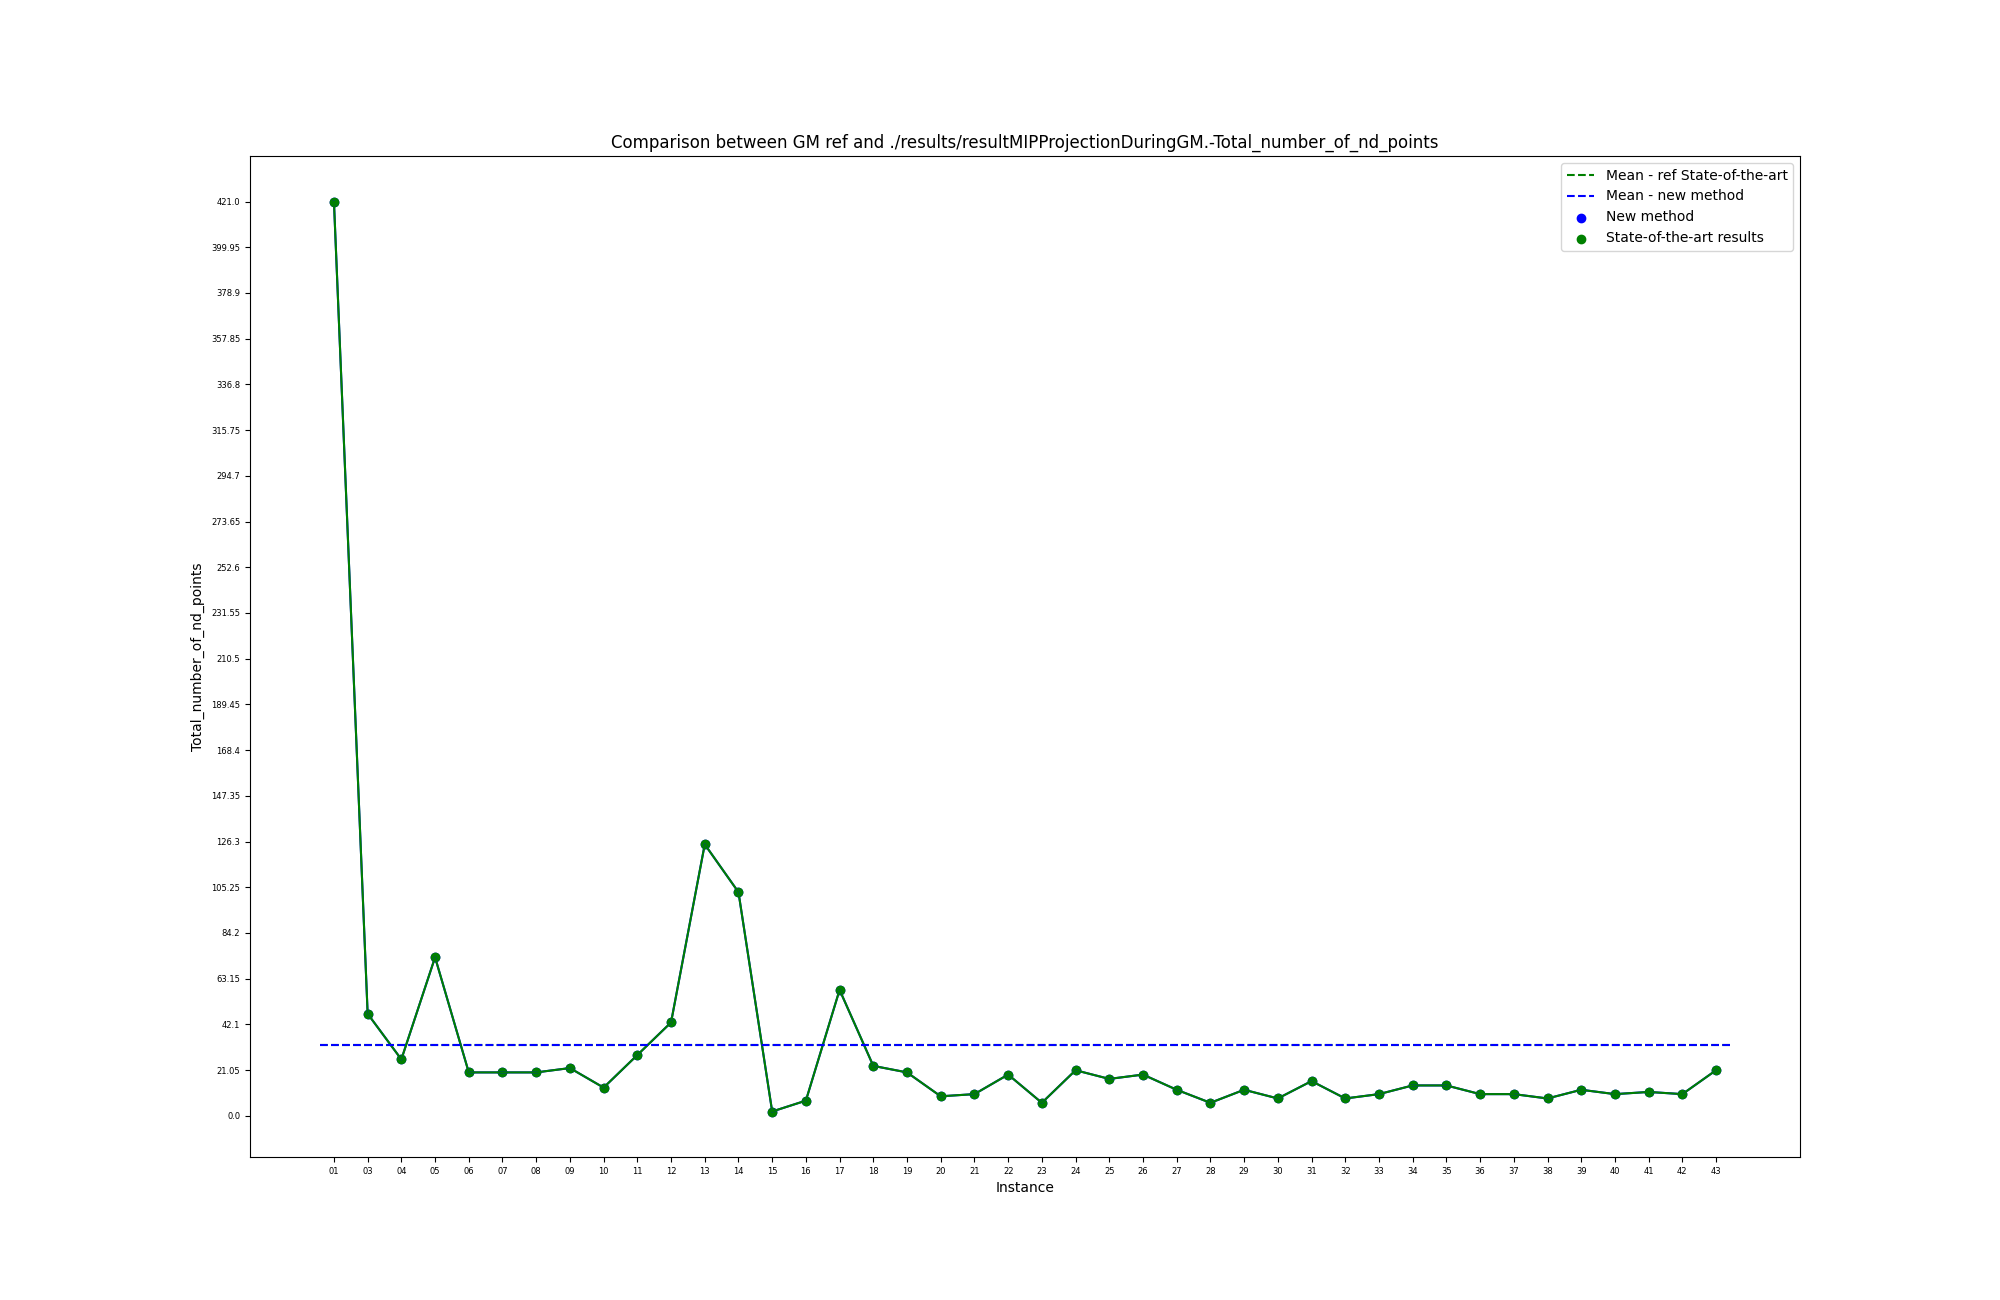 Comparison between GM ref and ./results/resultMIPProjectionDuringGM.-Total_number_of_nd_points
Mean - ref State-of-the-art
Mean - new method
New method
State-of-the-art results
Total_number_of_nd_points
421.0
399.95
378.9
357.85
336.8
315.75
294.7
273.65
252.6
231.55
210.5
189.45
168.4
147.35
126.3
105.25
84.2
63.15
42.1
21.05
0.0
01 03 04 05 06 07 08 09 10 11 12 13 14 15 16 17 18 19 20 21 22 23 24 25 26 27 28 29 30 31 32 33 34 35 36 37 38 39 40 41 42 43
Instance